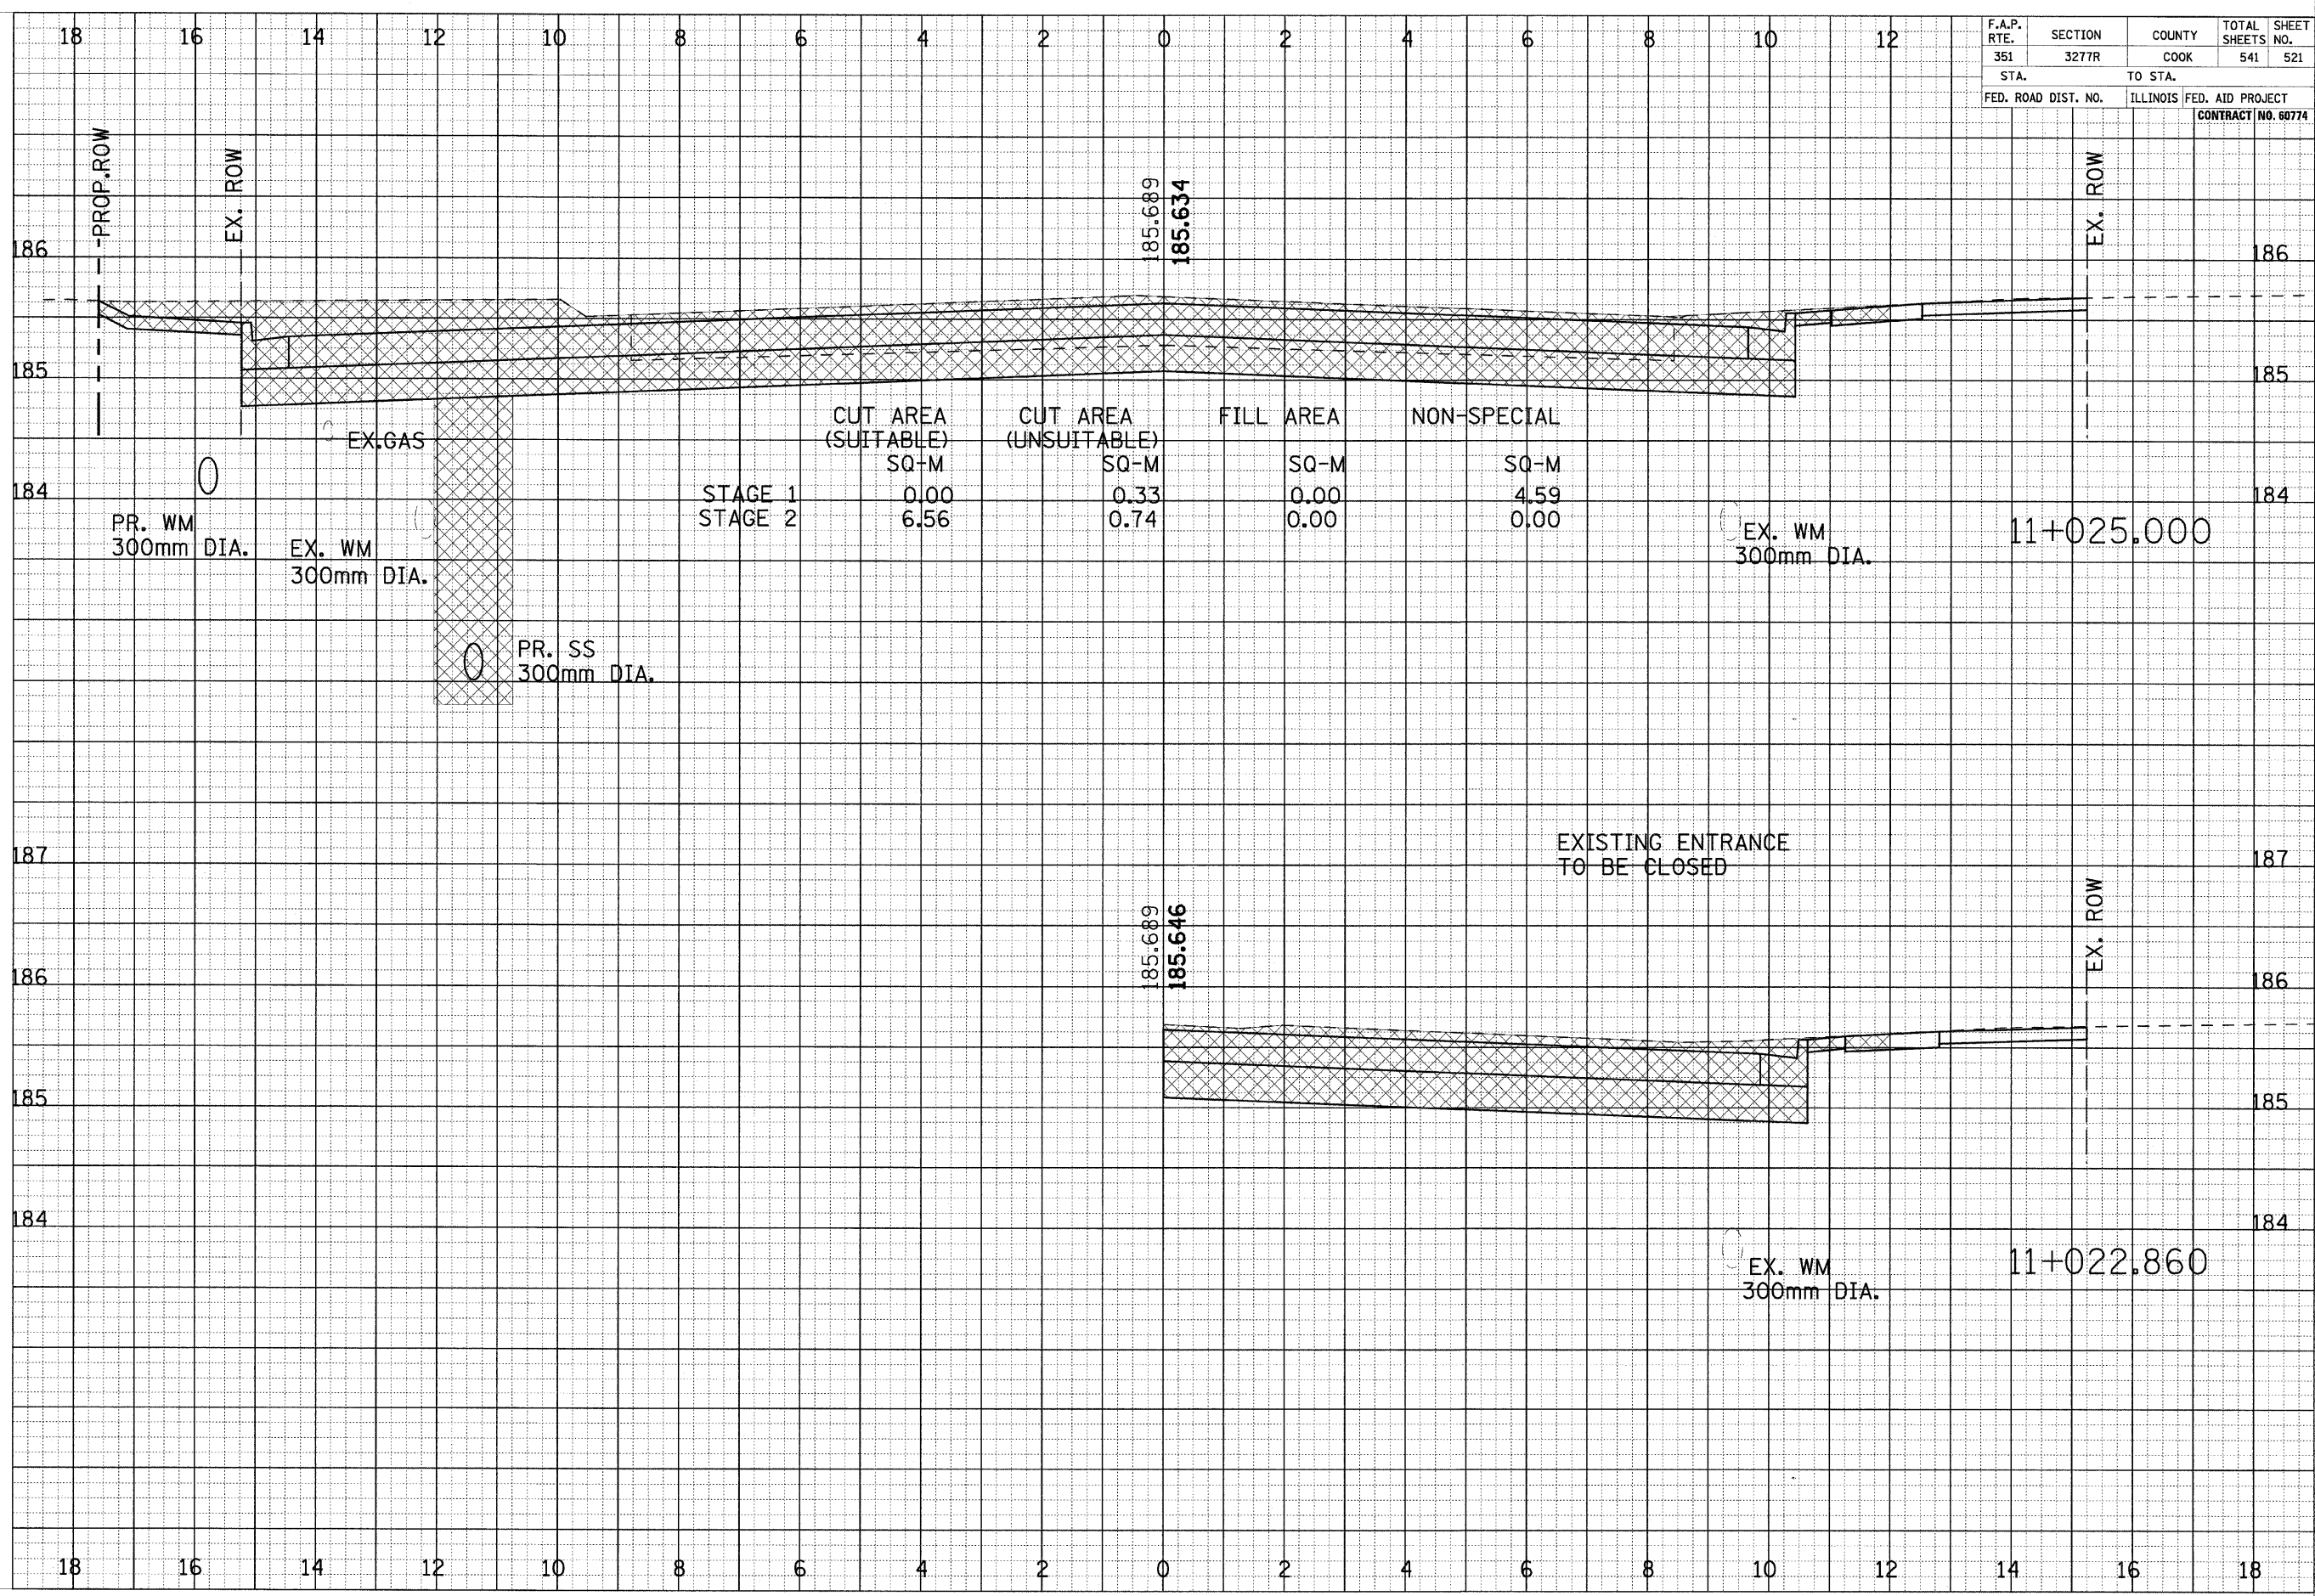 18 16 14 12 10 8 6 4 2 0 2 4 6 8 10 12
F.A.P. RTE. SECTION COUNTY TOTAL SHEETS SHEET NO.
351 3277R COOK 541 521
STA. TO STA.
FED. ROAD DIST. NO. ILLINOIS FED. AID PROJECT
CONTRACT NO. 60774
PROP.ROW
EX. ROW
185.689
185.634
EX. ROW
186 186
185 185
CUT AREA CUT AREA FILL AREA NON-SPECIAL
(SUITABLE) (UNSUITABLE)
SQ-M SQ-M SQ-M SQ-M
STAGE 1 0.00 0.33 0.00 4.59
STAGE 2 6.56 0.74 0.00 0.00
EX.GAS
184 184
PR. WM
300mm DIA.
EX. WM
300mm DIA.
EX. WM
300mm DIA.
11+025.000
PR. SS
300mm DIA.
EXISTING ENTRANCE
TO BE CLOSED
187 187
185.689
185.646
EX. ROW
186 186
185 185
184 184
EX. WM
300mm DIA.
11+022.860
18 16 14 12 10 8 6 4 2 0 2 4 6 8 10 12 14 16 18